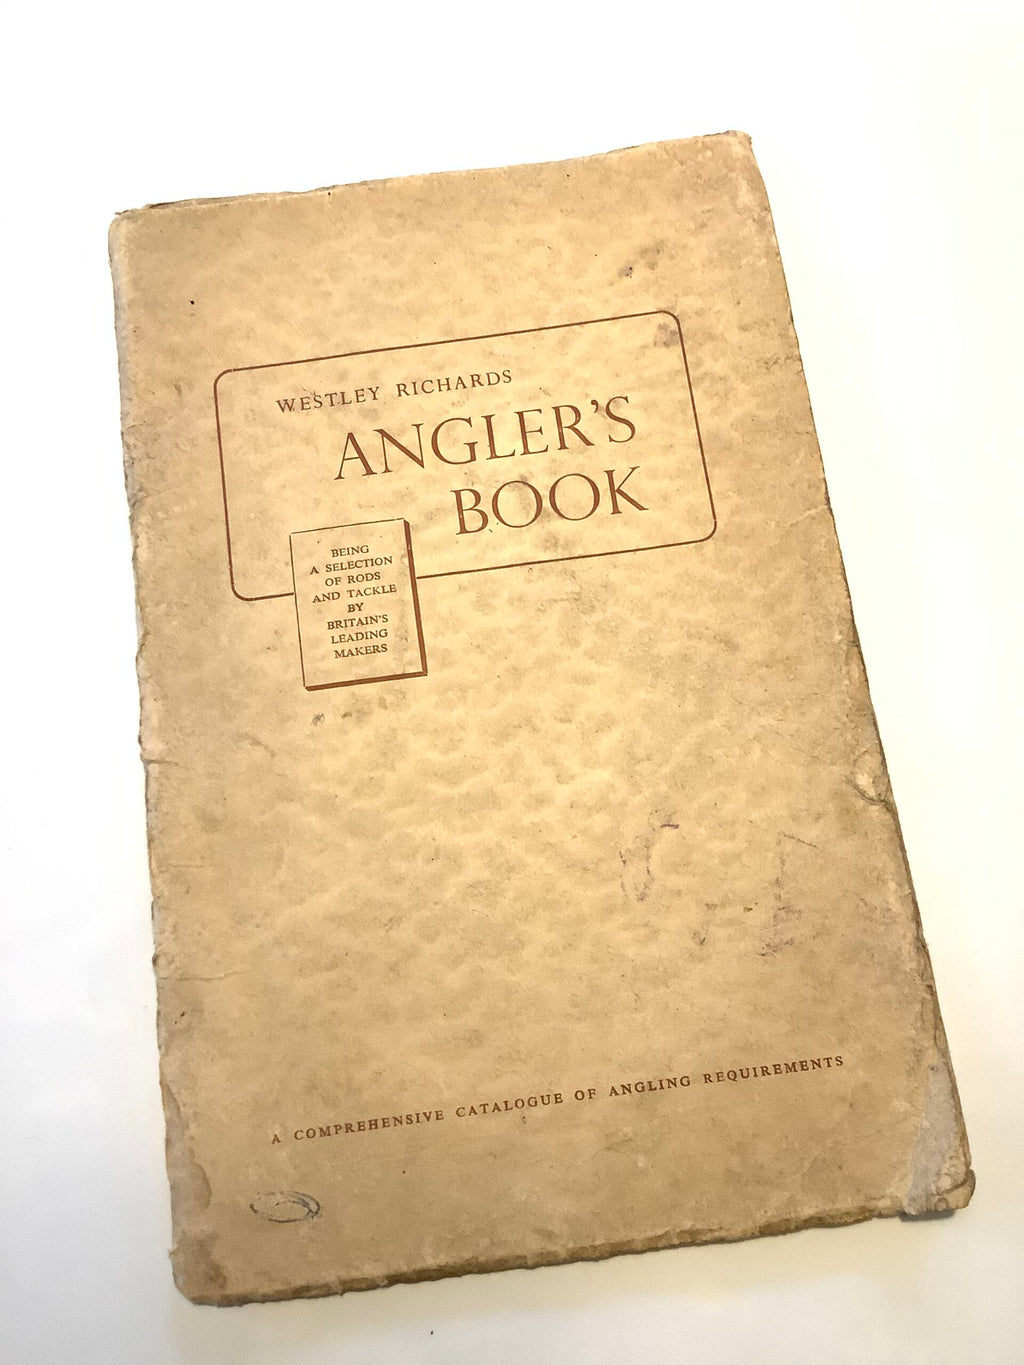 WESTLEY RICHARDS
ANGLER'S
BOOK
BEING
A SELECTION
OF RODS
AND TACKLE
BY
BRITAIN'S
LEADING
MAKERS
A COMPREHENSIVE CATALOGUE OF ANGLING REQUIREMENTS